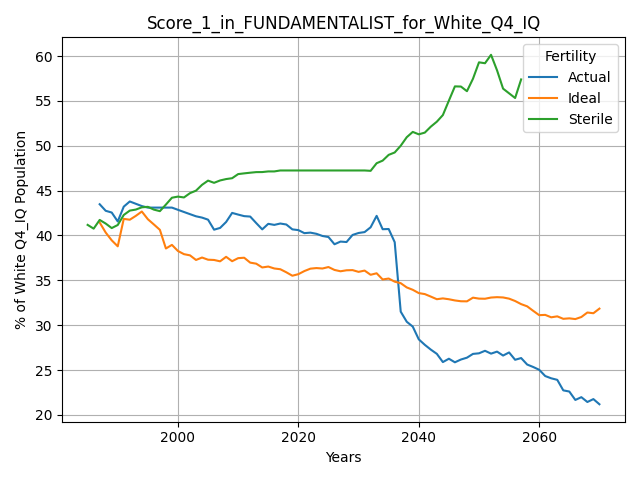 Score_1_in_FUNDAMENTALIST_for_White_Q4_IQ
Fertility
Actual
Ideal
Sterile
% of White Q4_IQ Population
60
55
50
45
40
35
30
25
20
2000
2020
2040
2060
Years